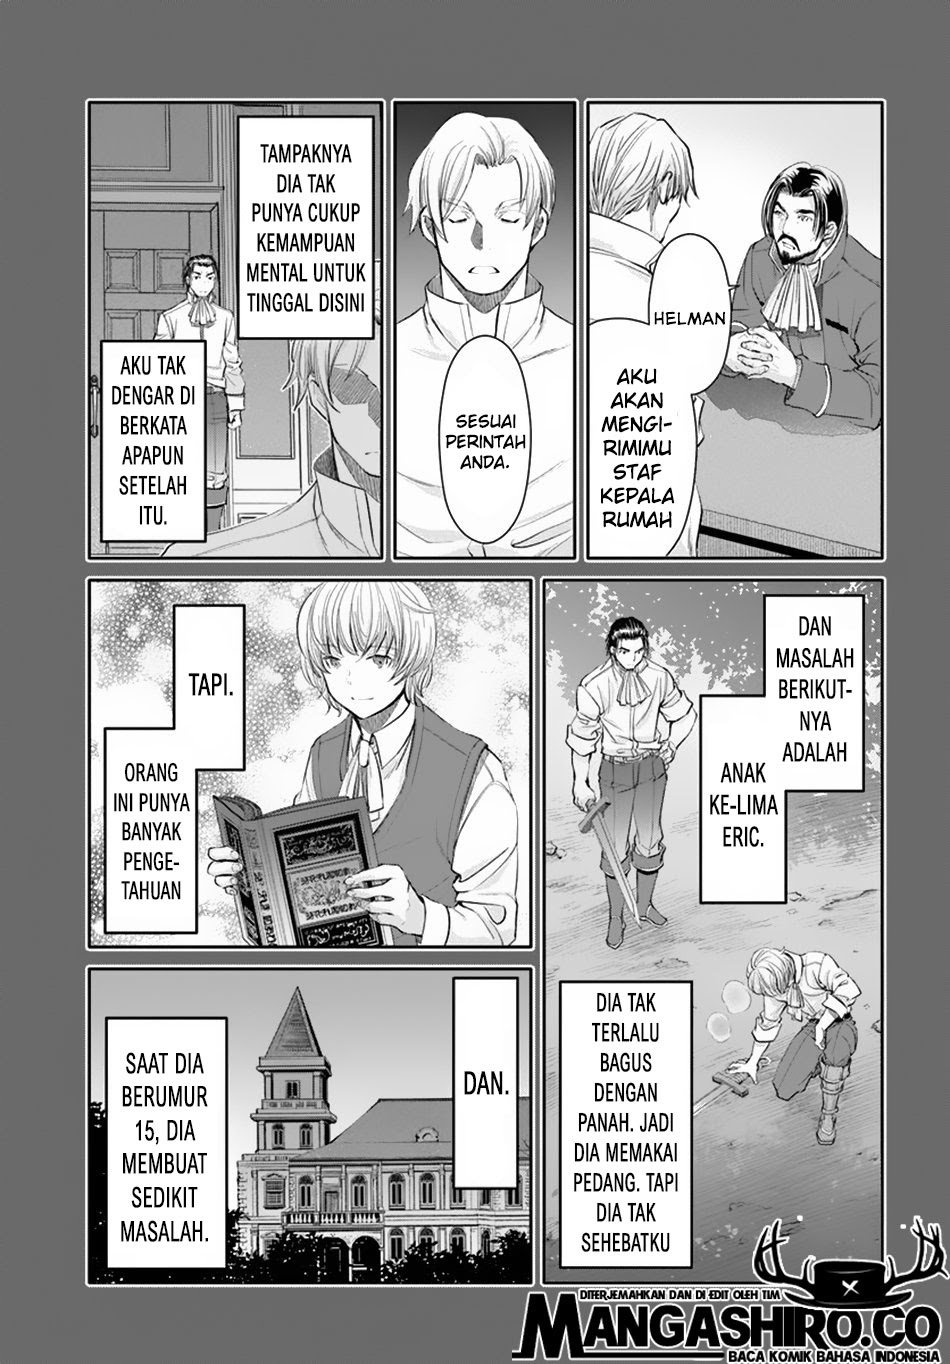 HELMAN
AKU
AKAN
MENGI-
RIMIMU
STAF
KEPALA
RUMAH
SESUAI
PERINTAH
ANDA.
TAMPAKNYA
DIA TAK
PUNYA CUKUP
KEMAMPUAN
MENTAL UNTUK
TINGGAL DISINI
AKU TAK
DENGAR DI
BERKATA
APAPUN
SETELAH
ITU.
DAN
MASALAH
BERIKUT-
NYA
ADALAH
ANAK
KE-LIMA
ERIC.
DIA TAK
TERLALU
BAGUS
DENGAN
PANAH. JADI
DIA MEMAKAI
PEDANG. TAPI
DIA TAK
SEHEBATKU
TAPI.
ORANG
INI PUNYA
BANYAK
PENGE-
TAHUAN
DAN.
SAAT DIA
BERUMUR
15, DIA
MEMBUAT
SEDIKIT
MASALAH.
DITERJEMAHKAN DAN DI EDIT OLEH TIM
MANGASHIRO.CO
BACA KOMIK BAHASA INDONESIA